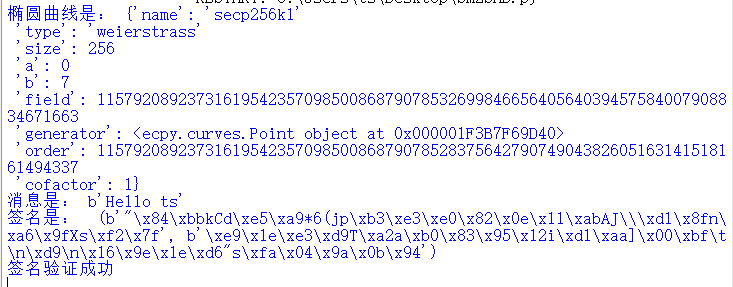 椭圆曲线是： {'name': 'secp256k1'
 'type': 'weierstrass'
 'size': 256
 'a': 0
 'b': 7
 'field': 1157920892373161954235709850086879078532699846656405640394575840079088
34671663
 'generator': <ecpy.curves.Point object at 0x000001F3B7F69D40>
 'order': 1157920892373161954235709850086879078528375642790749043826051631415181
61494337
 'cofactor': 1}
消息是： b'Hello ts'
签名是：  (b'"\x84\xbbkCd\xe5\xa9*6(jp\xb3\xe3\xe0\x82\x0e\x11\xabAJ\\\xd1\x8fn\
xa6\x9fXs\xf2\x7f', b'\xe9\x1e\xe3\xd9T\xa2a\xb0\x83\x95\x12i\xd1\xaa]\x00\xbf\t
\n\xd9\n\x16\x9e\x1e\xd6"s\xfa\x04\x9a\x0b\x94')
签名验证成功